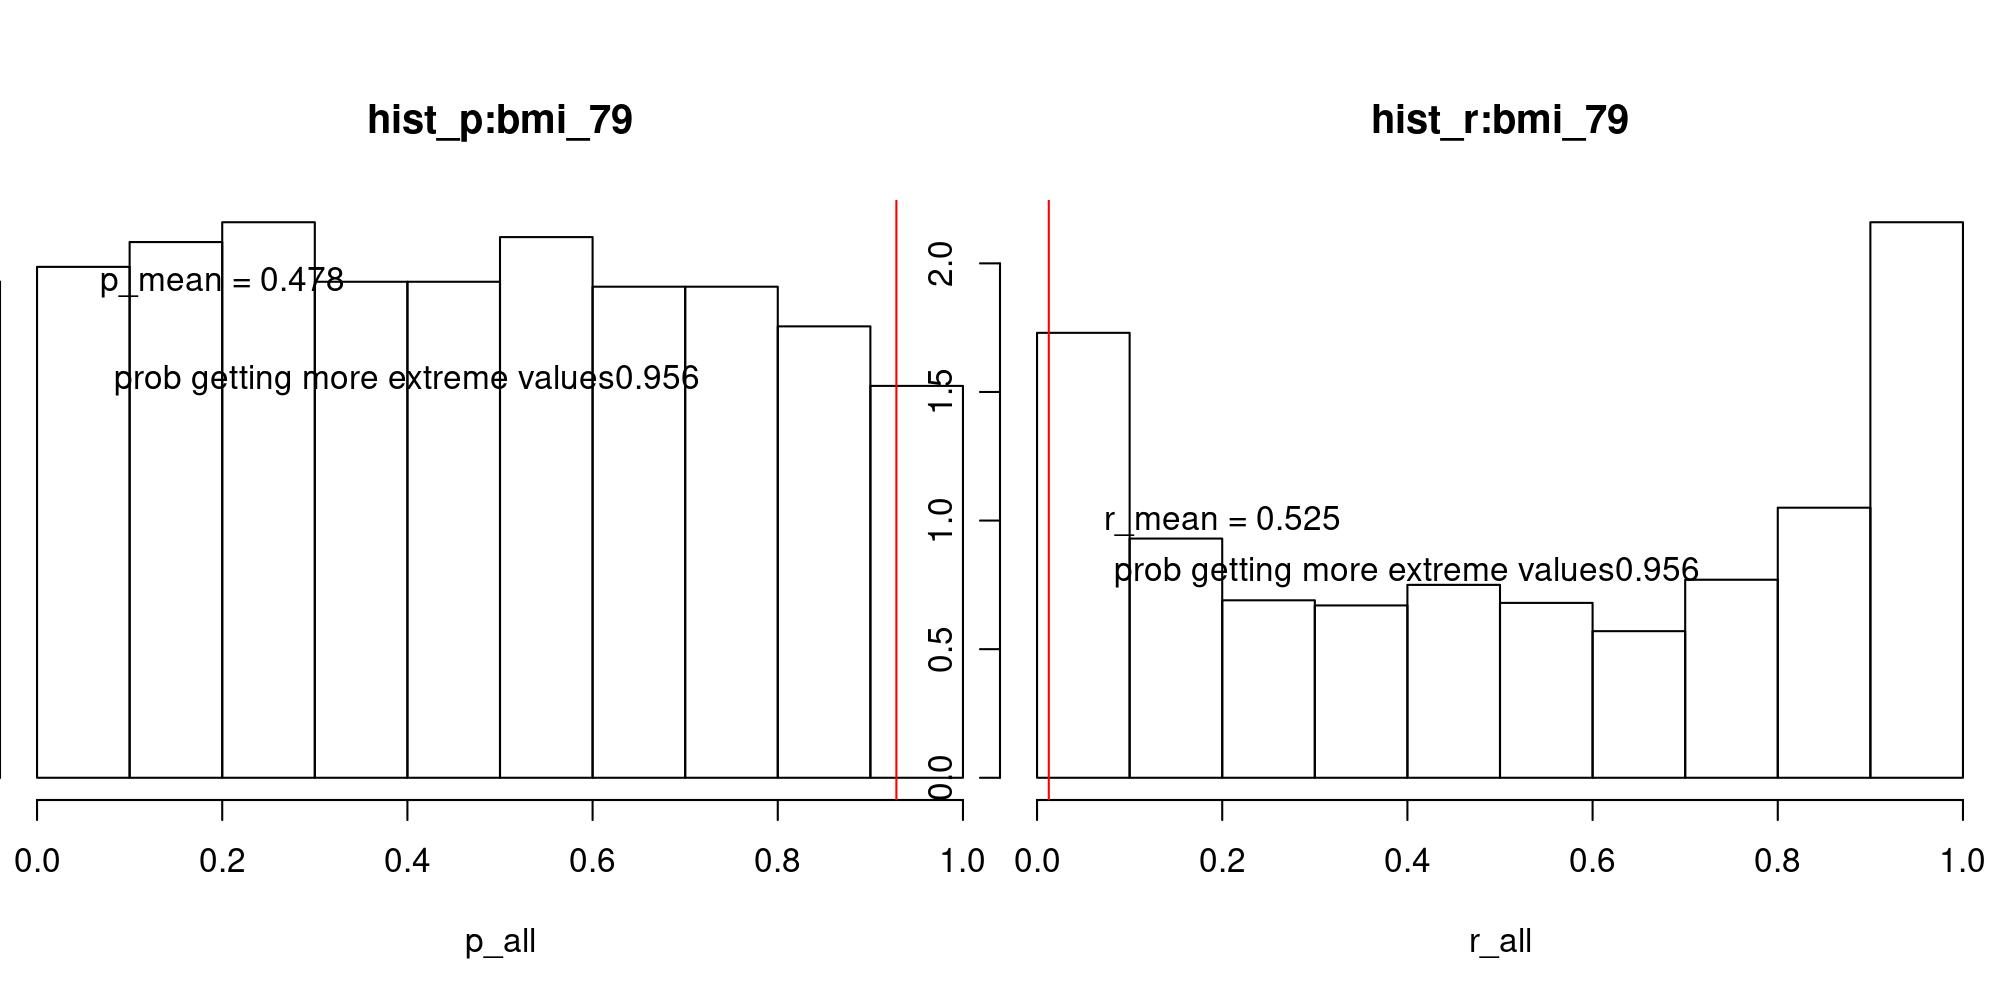 hist_p:bmi_79
p_mean = 0.478
prob getting more extreme values0.956
0.0 0.2 0.4 0.6 0.8 1.0
p_all
hist_r:bmi_79
2.0
1.5
1.0
0.5
0.0
r_mean = 0.525
prob getting more extreme values0.956
0.0 0.2 0.4 0.6 0.8 1.0
r_all